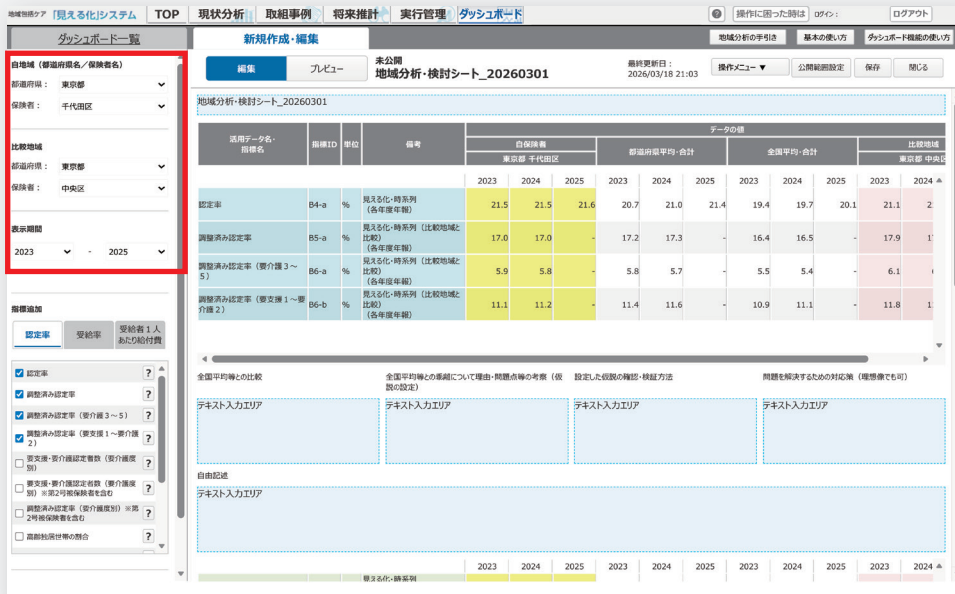 地域包括ケア「見える化」システム TOP 現状分析 取組事例 将来推計 実行管理 ダッシュボード ? 操作に困った時は ログイン： ログアウト
ダッシュボード一覧 新規作成・編集 地域分析の手引き 基本の使い方 ダッシュボード機能の使い方
自地域（都道府県名／保険者名）
都道府県： 東京都
保険者： 千代田区
比較地域
都道府県： 東京都
保険者： 中央区
表示期間
2023 - 2025
指標追加
認定率 受給率 受給者１人あたり給付費
認定率 ?
調整済み認定率 ?
調整済み認定率（要介護３～５） ?
調整済み認定率（要支援１～要介護２） ?
要支援・要介護認定者数（要介護度別） ?
要支援・要介護認定者数（要介護度別）※第2号被保険者を含む ?
調整済み認定率（要介護度別）※第2号被保険者を含む ?
高齢独居世帯の割合 ?
編集 プレビュー 未公開 最終更新日： 操作メニュー ▼ 公開範囲設定 保存 閉じる
地域分析・検討シート_20260301 2026/03/18 21:03
地域分析・検討シート_20260301
活用データ名・指標名 指標ID 単位 備考 データの値
自保険者 都道府県平均・合計 全国平均・合計 比較地域
東京都 千代田区 東京都 中央区
2023 2024 2025 2023 2024 2025 2023 2024 2025 2023 2024
認定率 B4-a % 見える化・時系列（各年度年報） 21.5 21.5 21.6 20.7 21.0 21.4 19.4 19.7 20.1 21.1
調整済み認定率 B5-a % 見える化・時系列（比較地域と比較）（各年度年報） 17.0 17.0 - 17.2 17.3 - 16.4 16.5 - 17.9
調整済み認定率（要介護３～５） B6-a % 見える化・時系列（比較地域と比較）（各年度年報） 5.9 5.8 - 5.8 5.7 - 5.5 5.4 - 6.1
調整済み認定率（要支援１～要介護２） B6-b % 見える化・時系列（比較地域と比較）（各年度年報） 11.1 11.2 - 11.4 11.6 - 10.9 11.1 - 11.8
全国平均等との比較 全国平均等との乖離について理由・問題点等の考察（仮説の設定） 設定した仮説の確認・検証方法 問題を解決するための対応策（理想像でも可）
テキスト入力エリア テキスト入力エリア テキスト入力エリア テキスト入力エリア
自由記述
テキスト入力エリア
2023 2024 2025 2023 2024 2025 2023 2024 2025 2023 2024
見える化・時系列